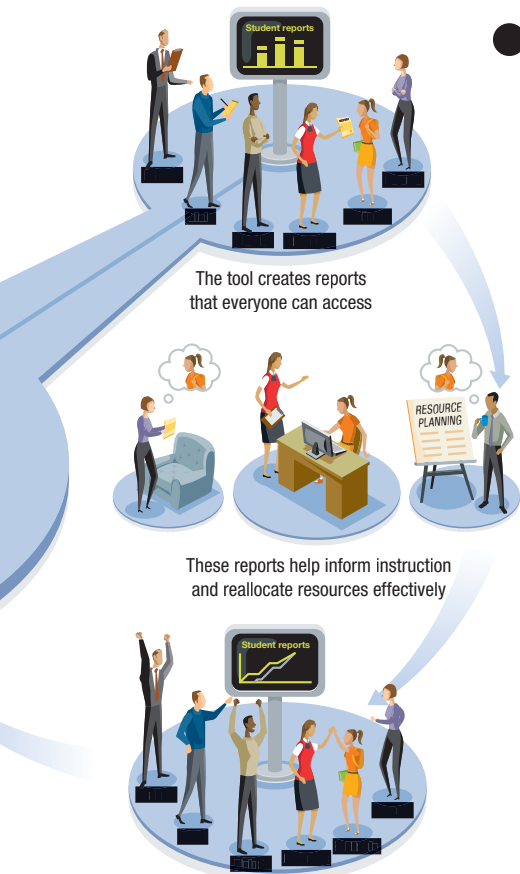 Student reports
The tool creates reports
that everyone can access
RESOURCE
PLANNING
These reports help inform instruction
and reallocate resources effectively
Student reports